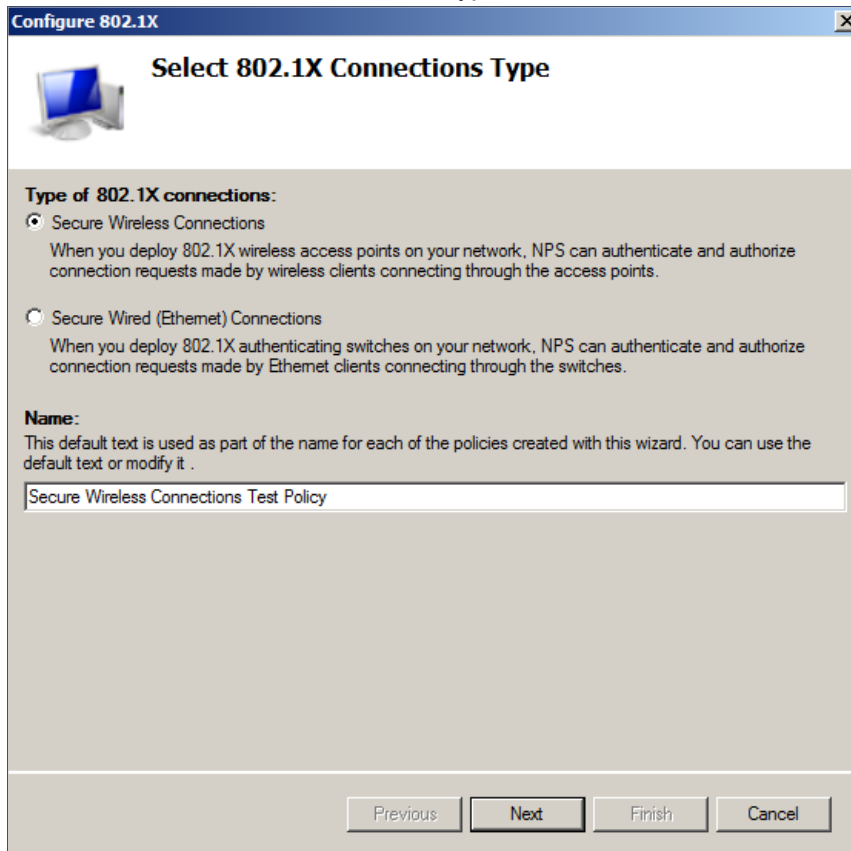 Configure 802.1X
Select 802.1X Connections Type
Type of 802.1X connections:
Secure Wireless Connections
When you deploy 802.1X wireless access points on your network, NPS can authenticate and authorize
connection requests made by wireless clients connecting through the access points.
Secure Wired (Ethernet) Connections
When you deploy 802.1X authenticating switches on your network, NPS can authenticate and authorize
connection requests made by Ethernet clients connecting through the switches.
Name:
This default text is used as part of the name for each of the policies created with this wizard. You can use the
default text or modify it .
Secure Wireless Connections Test Policy
Previous Next Finish Cancel